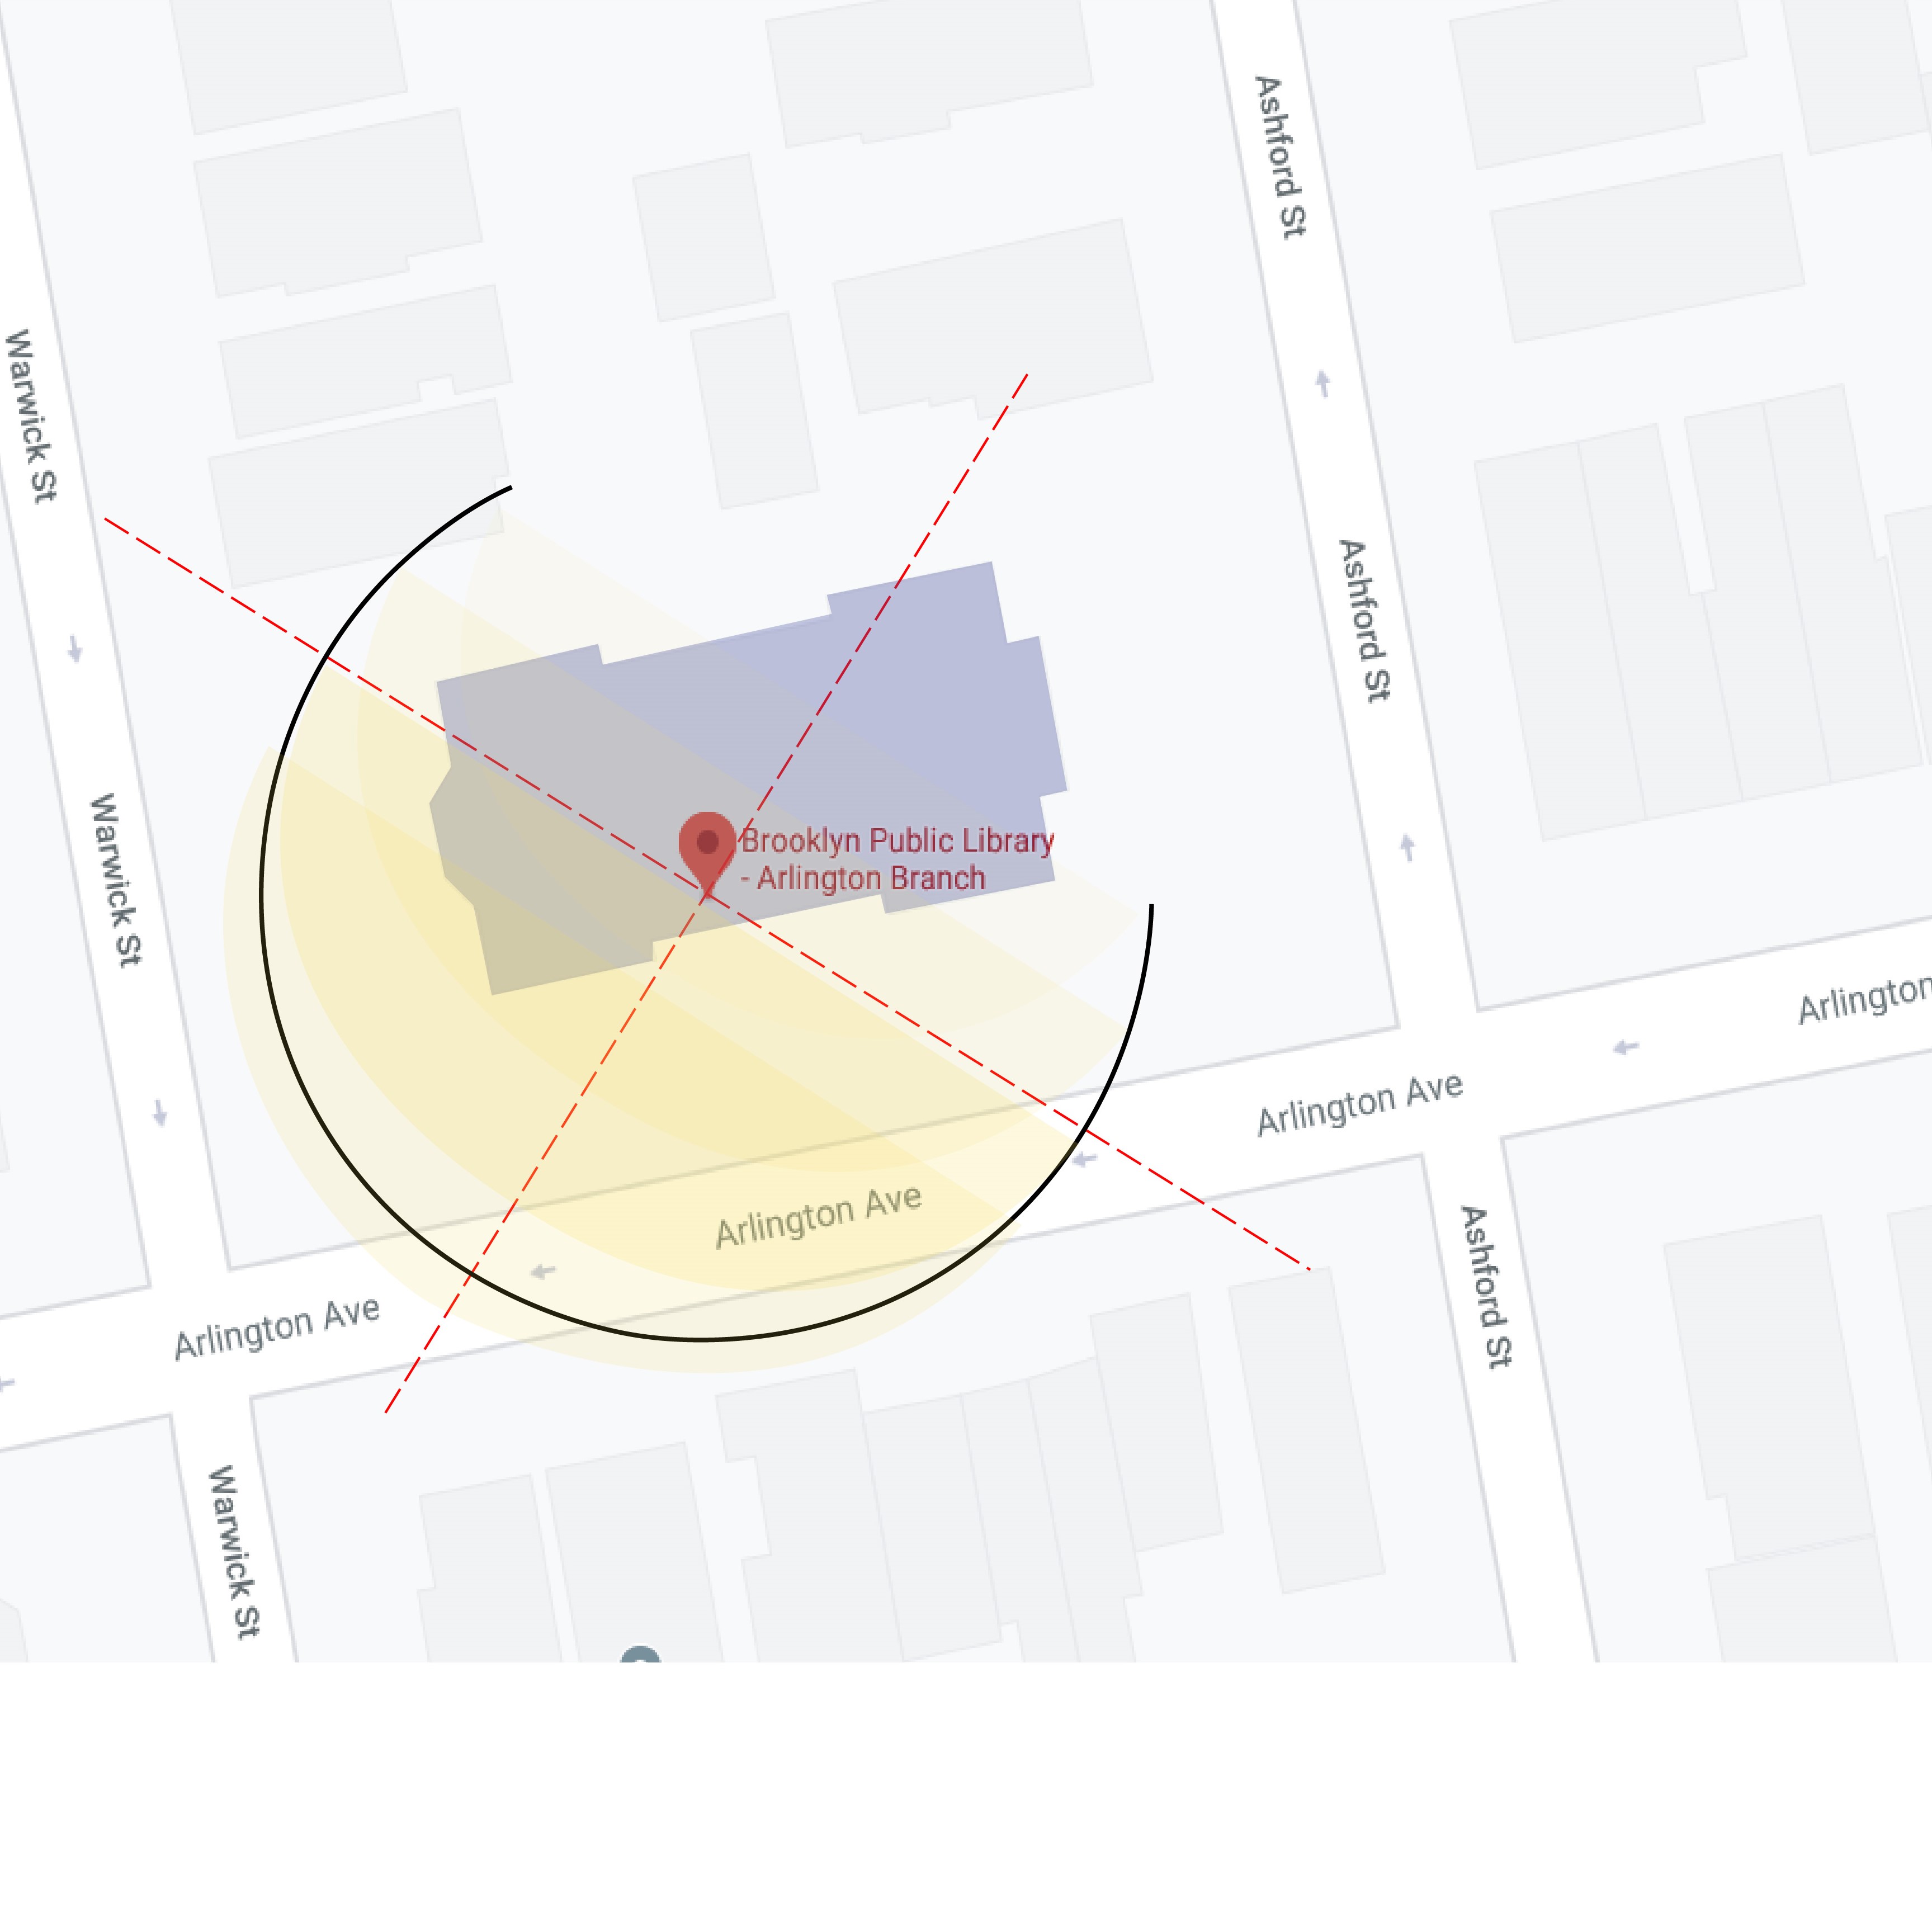 Ashford St
Warwick St
Ashford St
Warwick St
Brooklyn Public Library
- Arlington Branch
Arlington
Arlington Ave
Arlington Ave
Arlington Ave
Ashford St
Warwick St